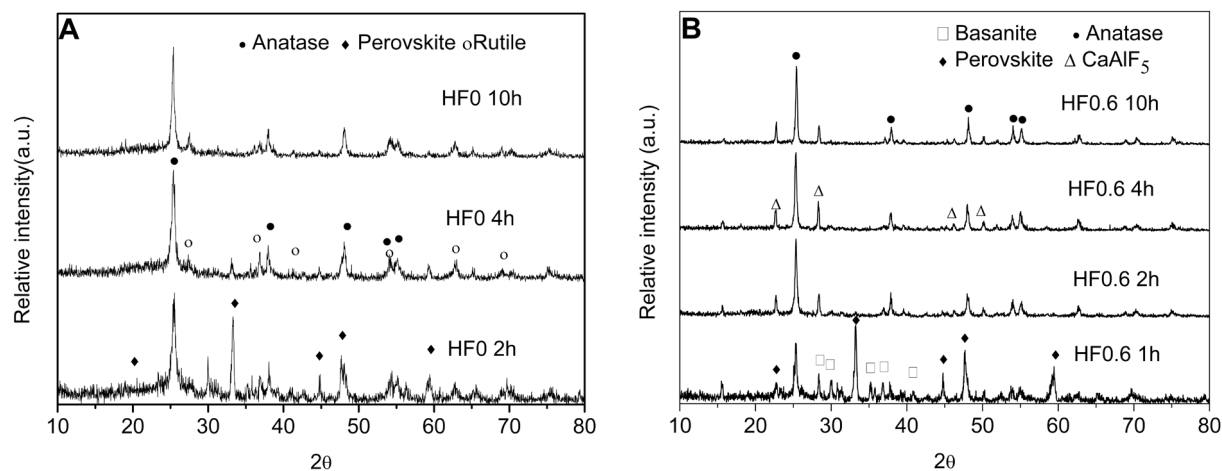 A
● Anatase ♦ Perovskite oRutile
HF0 10h
HF0 4h
HF0 2h
Relative intensity(a.u.)
10 20 30 40 50 60 70 80
2θ
B
□ Basanite ● Anatase
♦ Perovskite Δ CaAlF5
HF0.6 10h
HF0.6 4h
HF0.6 2h
HF0.6 1h
Relative intensity (a.u.)
10 20 30 40 50 60 70 80
2θ